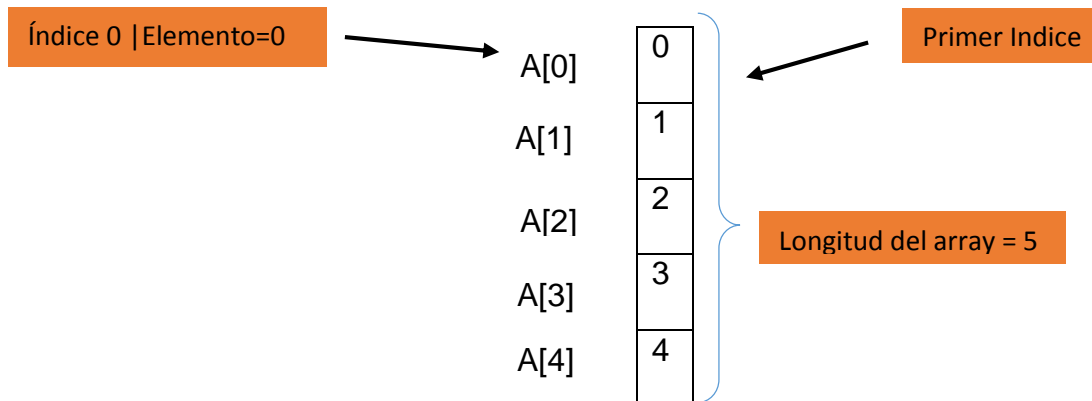 Índice 0 |Elemento=0
Primer Indice
A[0]
0
A[1]
1
A[2]
2
Longitud del array = 5
A[3]
3
A[4]
4